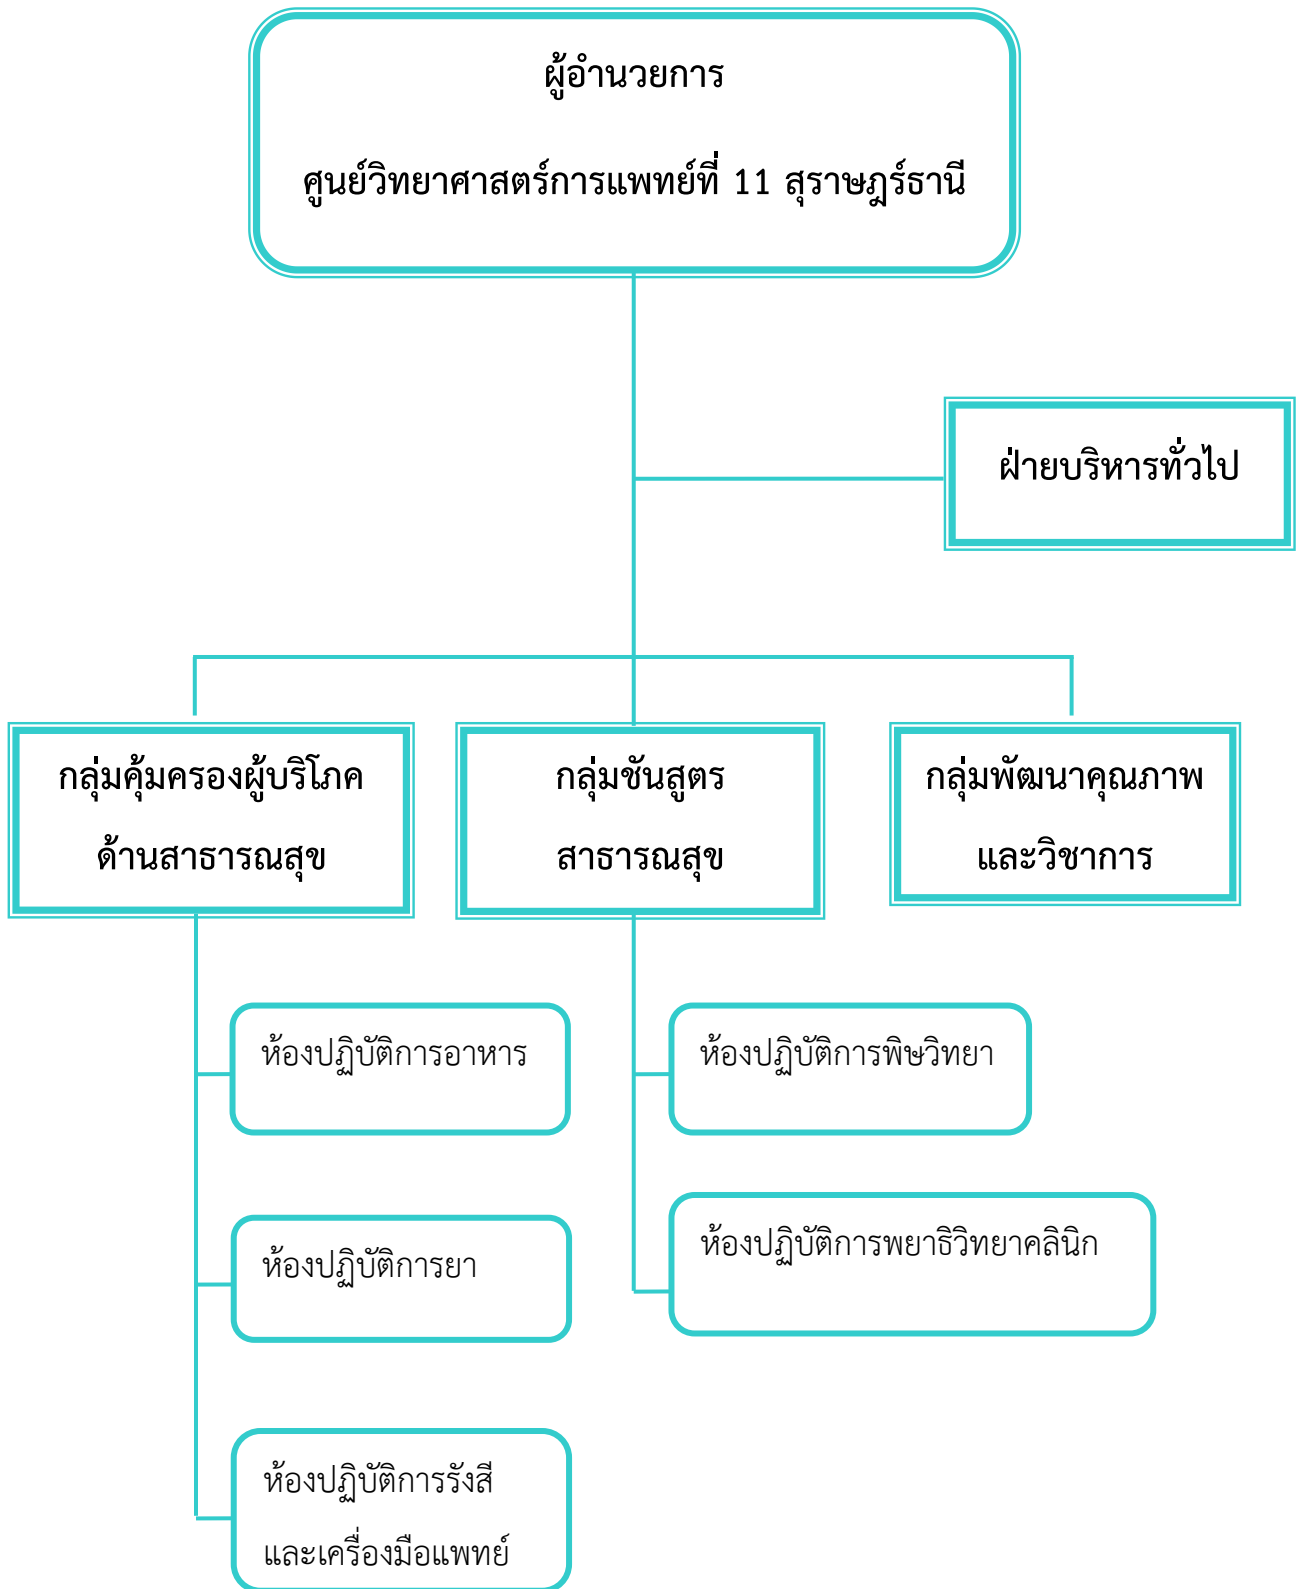 ผู้อำนวยการ
ศูนย์วิทยาศาสตร์การแพทย์ที่ 11 สุราษฎร์ธานี
ฝ่ายบริหารทั่วไป
กลุ่มคุ้มครองผู้บริโภค
ด้านสาธารณสุข
กลุ่มชันสูตร
สาธารณสุข
กลุ่มพัฒนาคุณภาพ
และวิชาการ
ห้องปฏิบัติการอาหาร
ห้องปฏิบัติการยา
ห้องปฏิบัติการรังสี
และเครื่องมือแพทย์
ห้องปฏิบัติการพิษวิทยา
ห้องปฏิบัติการพยาธิวิทยาคลินิก